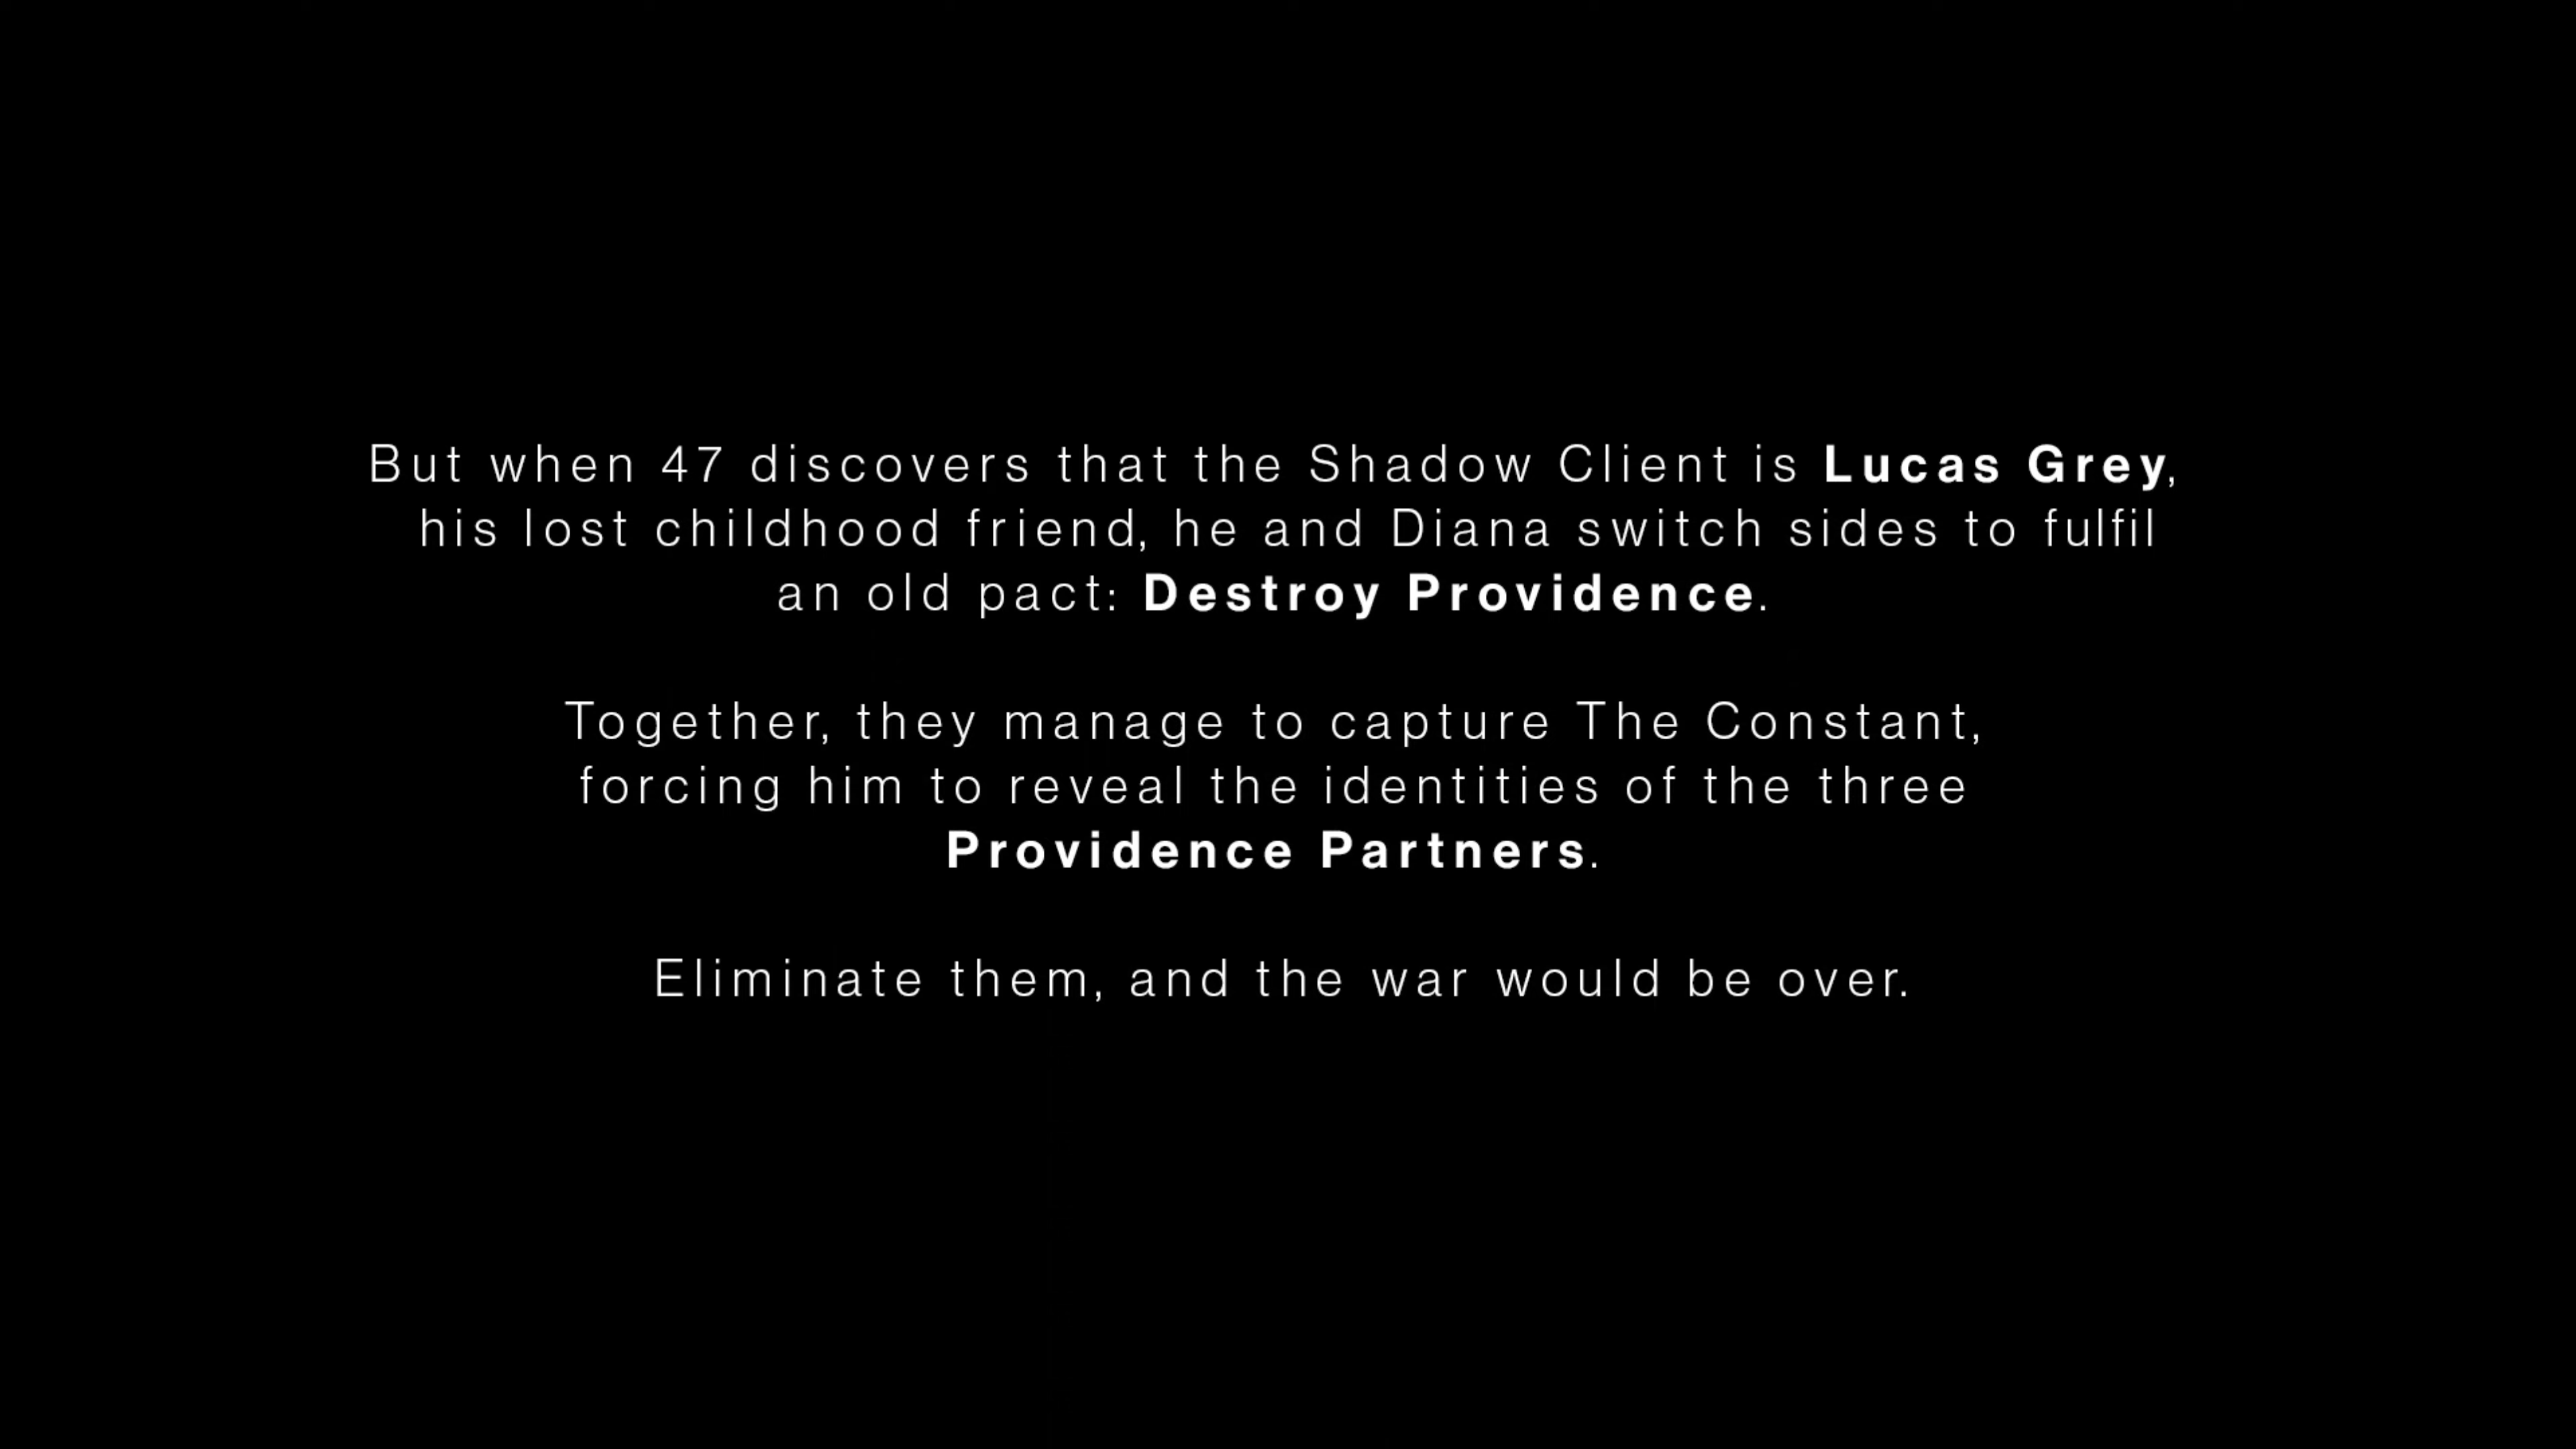 But when 47 discovers that the Shadow Client is Lucas Grey,
his lost childhood friend, he and Diana switch sides to fulfil
an old pact: Destroy Providence.
Together, they manage to capture The Constant,
forcing him to reveal the identities of the three
Providence Partners.
Eliminate them, and the war would be over.